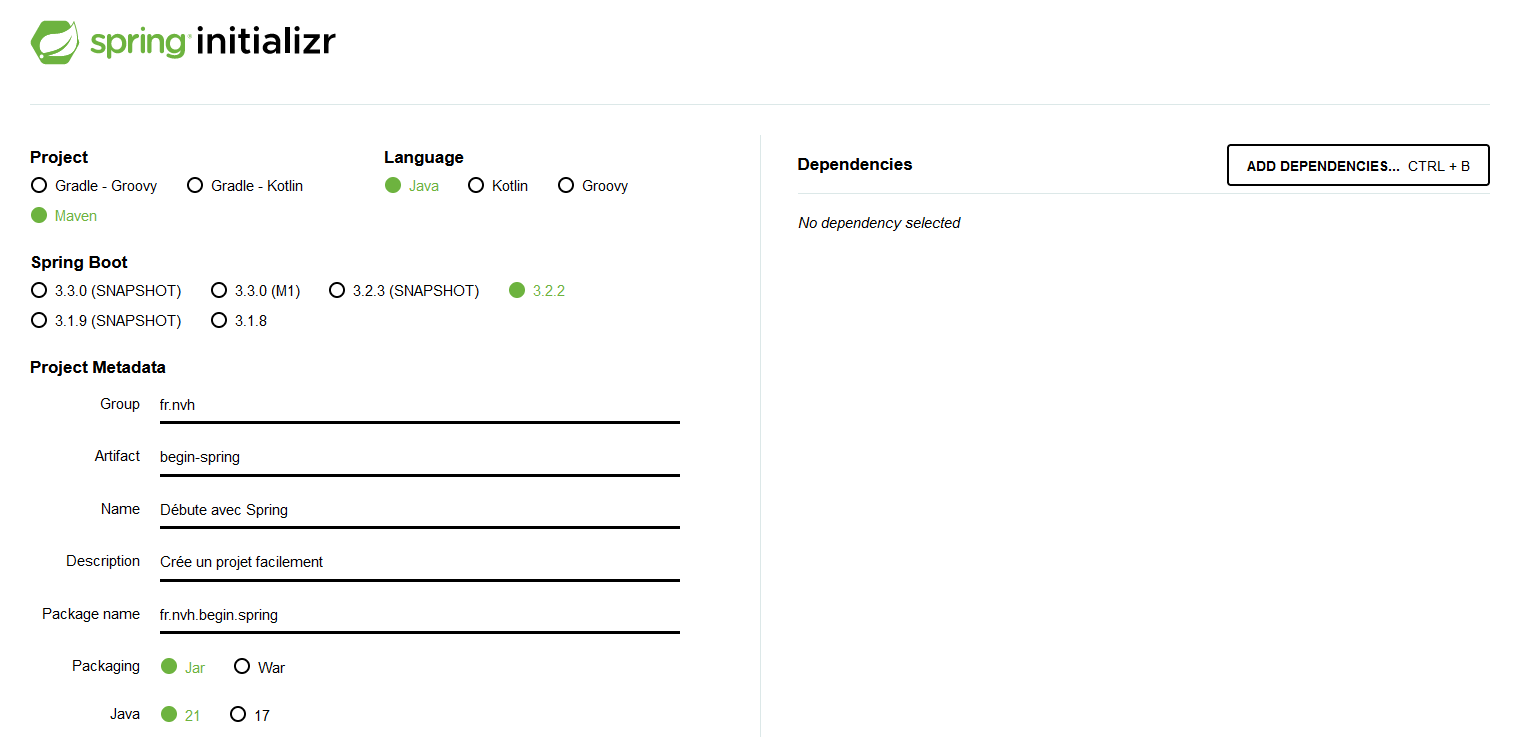 spring initializr
Project
Gradle - Groovy
Gradle - Kotlin
Maven
Language
Java
Kotlin
Groovy
Spring Boot
3.3.0 (SNAPSHOT)
3.3.0 (M1)
3.2.3 (SNAPSHOT)
3.2.2
3.1.9 (SNAPSHOT)
3.1.8
Project Metadata
Group fr.nvh
Artifact begin-spring
Name Débute avec Spring
Description Crée un projet facilement
Package name fr.nvh.begin.spring
Packaging Jar War
Java 21 17
Dependencies
ADD DEPENDENCIES... CTRL + B
No dependency selected